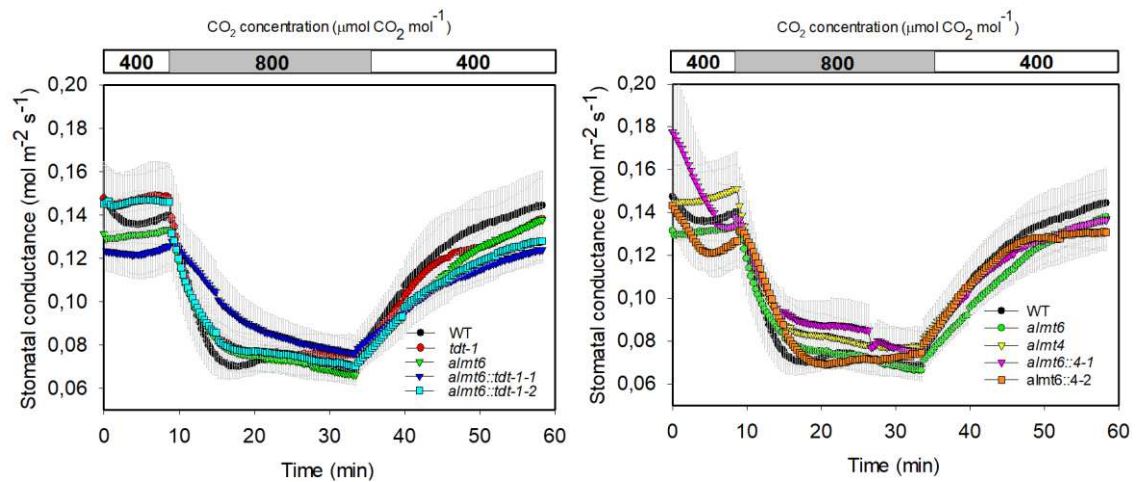 CO2 concentration (µmol CO2 mol−1)
400 800 400
Stomatal conductance (mol m−2 s−1)
0,20
0,18
0,16
0,14
0,12
0,10
0,08
0,06
WT
tdt-1
almt6
almt6::tdt-1-1
almt6::tdt-1-2
0 10 20 30 40 50 60
Time (min)
CO2 concentration (µmol CO2 mol−1)
400 800 400
Stomatal conductance (mol m−2 s−1)
0,20
0,18
0,16
0,14
0,12
0,10
0,08
0,06
WT
almt6
almt4
almt6::4-1
almt6::4-2
0 10 20 30 40 50 60
Time (min)